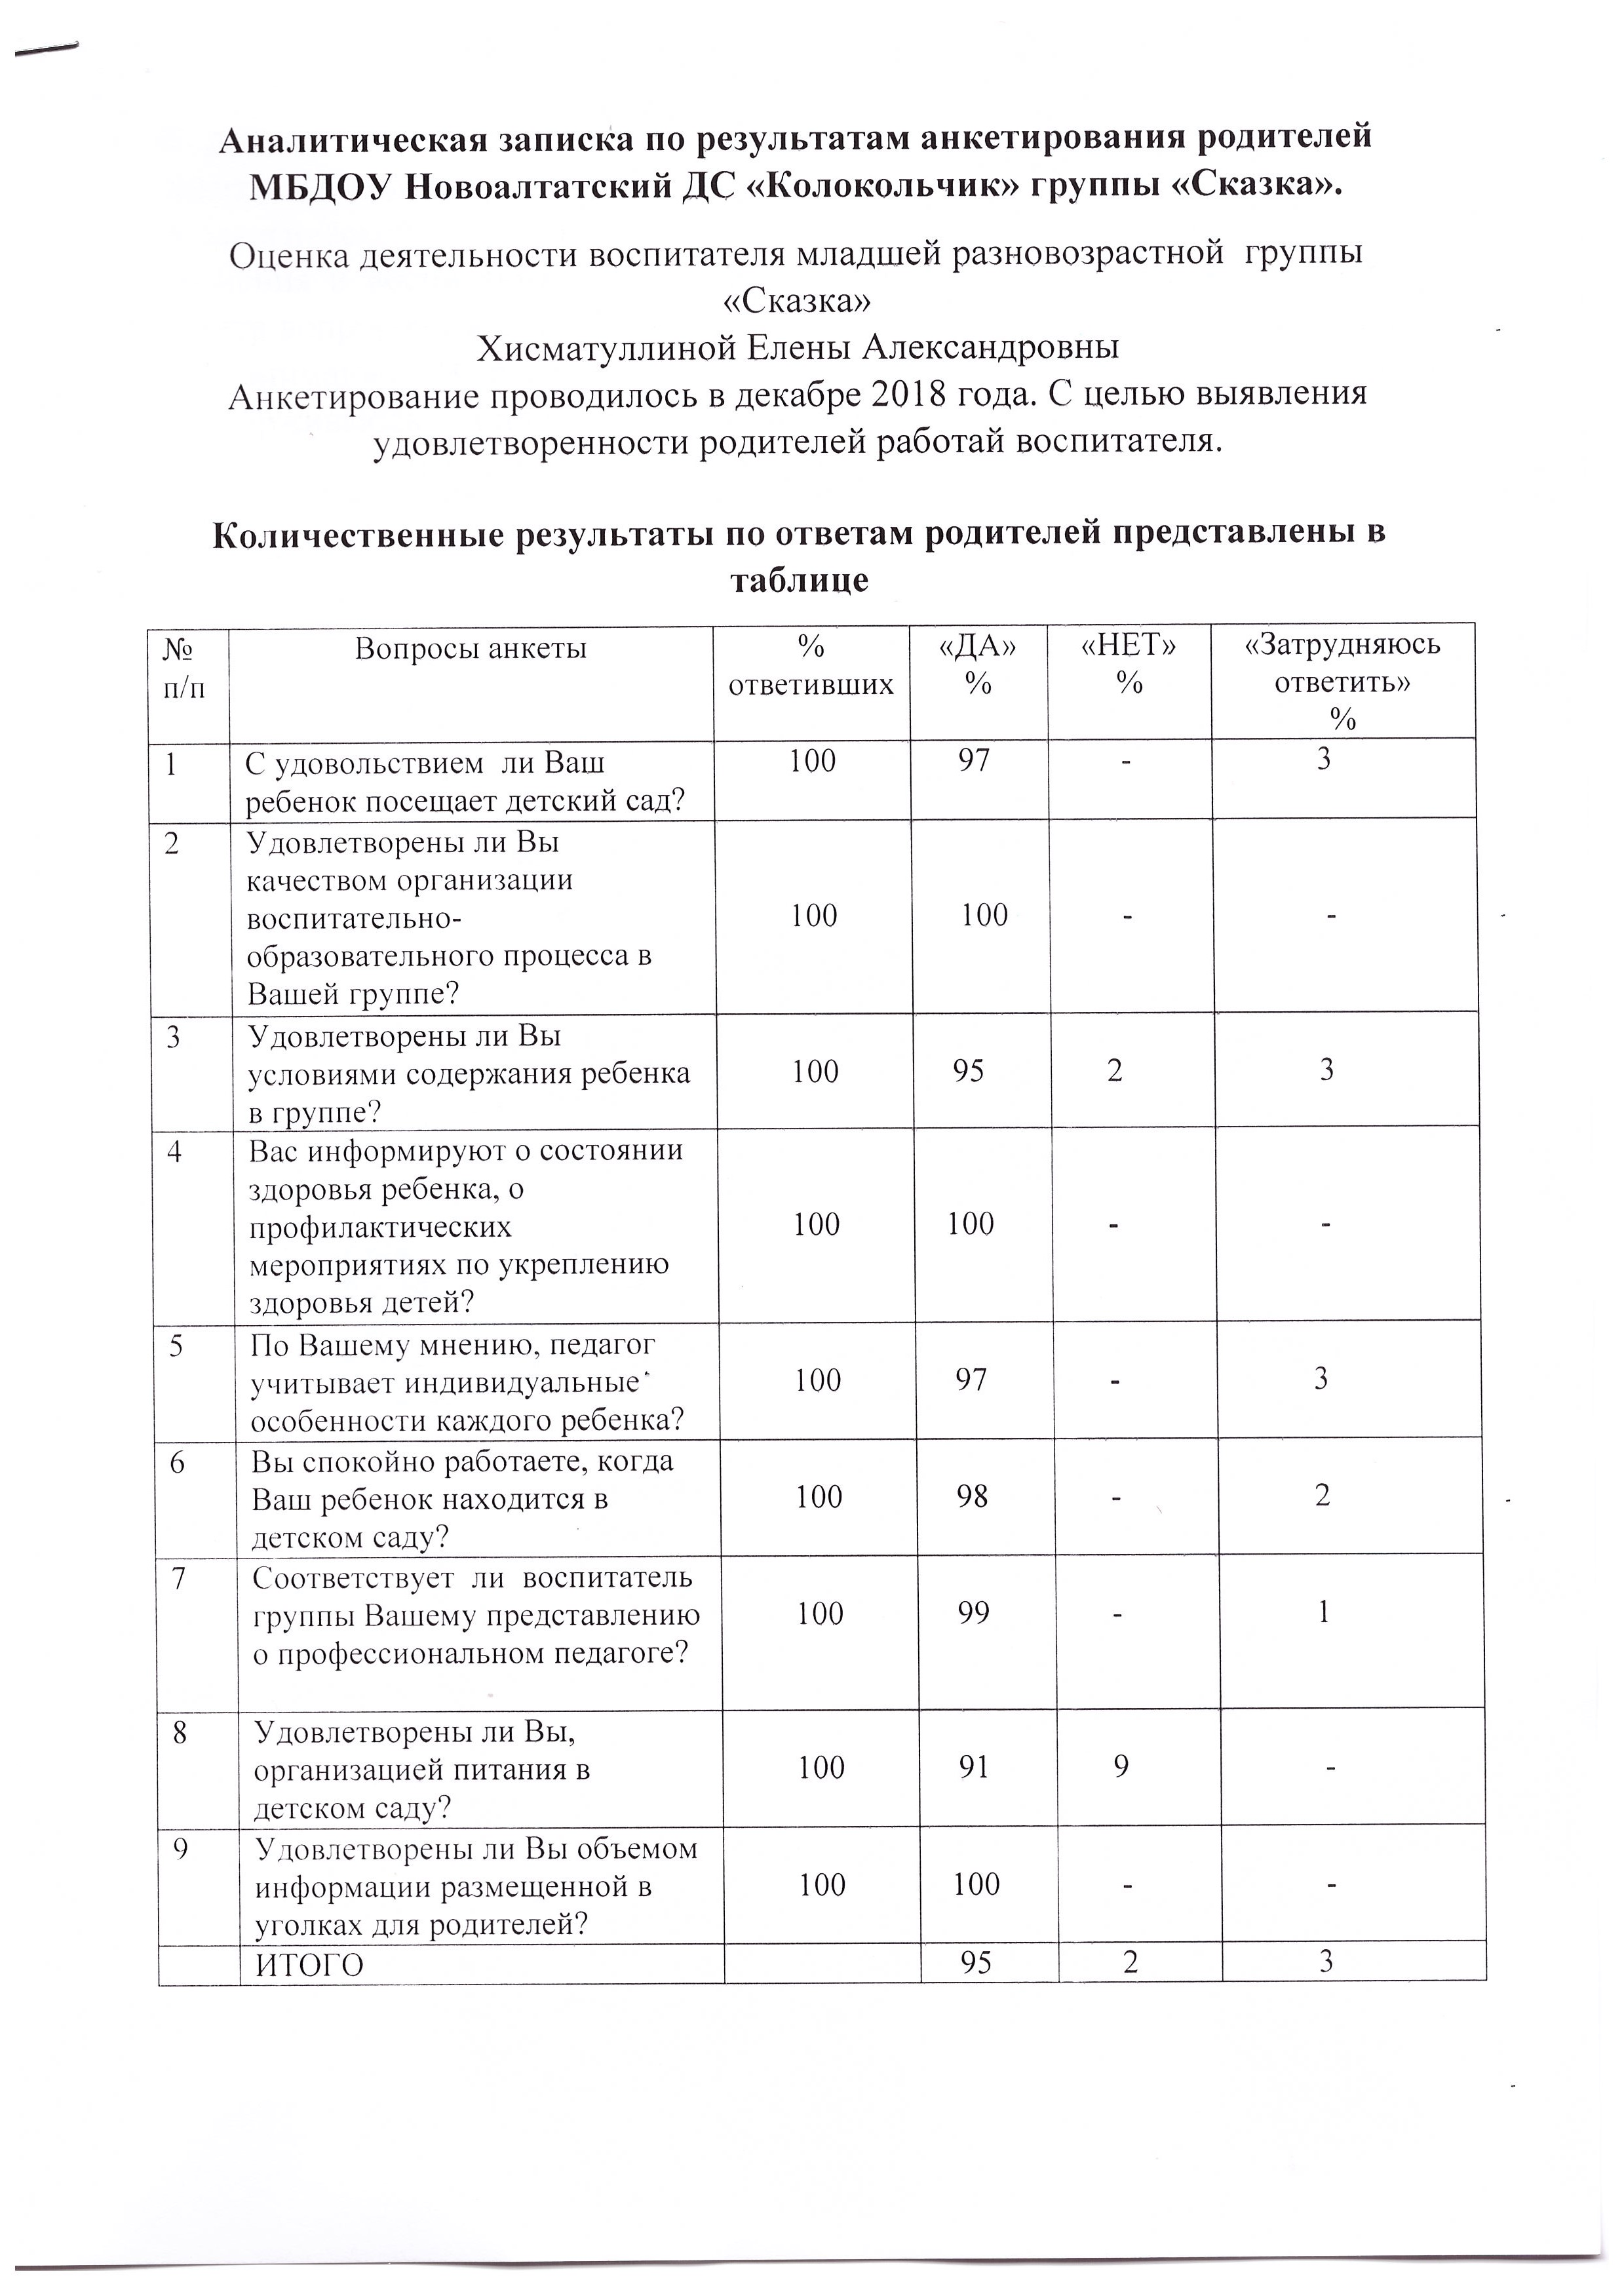 Аналитическая записка по результатам анкетирования родителей
МБДОУ Новоалтатский ДС «Колокольчик» группы «Сказка».
Оценка деятельности воспитателя младшей разновозрастной группы
«Сказка»
Хисматуллиной Елены Александровны
Анкетирование проводилось в декабре 2018 года. С целью выявления
удовлетворенности родителей работай воспитателя.
Количественные результаты по ответам родителей представлены в
таблице
№ п/п Вопросы анкеты % ответивших «ДА» % «НЕТ» % «Затрудняюсь ответить» %
1 С удовольствием ли Ваш 100 97 - 3
ребенок посещает детский сад?
2 Удовлетворены ли Вы
качеством организации
воспитательно- 100 100 - -
образовательного процесса в
Вашей группе?
3 Удовлетворены ли Вы
условиями содержания ребенка 100 95 2 3
в группе?
4 Вас информируют о состоянии
здоровья ребенка, о
профилактических 100 100 - -
мероприятиях по укреплению
здоровья детей?
5 По Вашему мнению, педагог
учитывает индивидуальные 100 97 - 3
особенности каждого ребенка?
6 Вы спокойно работаете, когда
Ваш ребенок находится в 100 98 - 2
детском саду?
7 Соответствует ли воспитатель
группы Вашему представлению 100 99 - 1
о профессиональном педагоге?
8 Удовлетворены ли Вы,
организацией питания в 100 91 9 -
детском саду?
9 Удовлетворены ли Вы объемом
информации размещенной в 100 100 - -
уголках для родителей?
ИТОГО 95 2 3